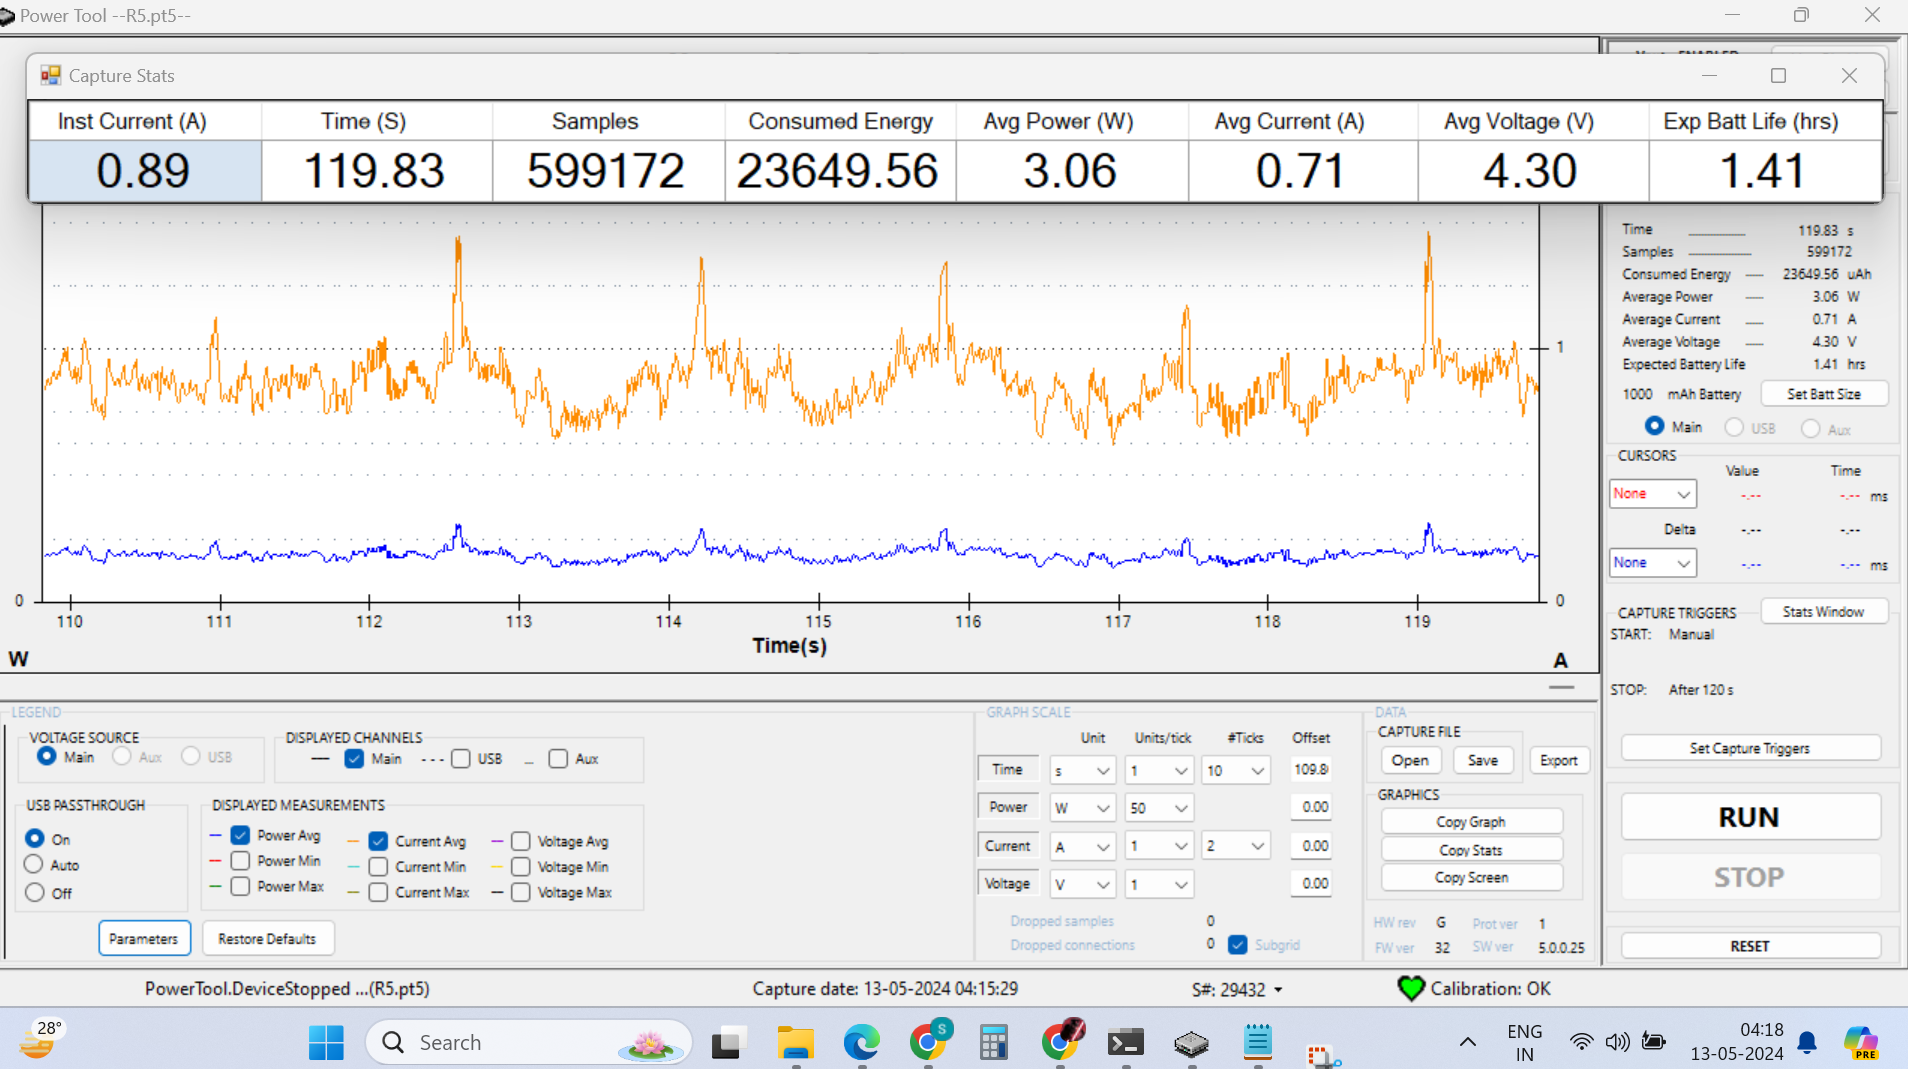 Power Tool --R5.pt5--
Capture Stats
Inst Current (A) Time (S) Samples Consumed Energy Avg Power (W) Avg Current (A) Avg Voltage (V) Exp Batt Life (hrs)
0.89 119.83 599172 23649.56 3.06 0.71 4.30 1.41
Time 119.83 s
Samples 599172
Consumed Energy 23649.56 uAh
Average Power 3.06 W
Average Current 0.71 A
Average Voltage 4.30 V
Expected Battery Life 1.41 hrs
1000 mAh Battery Set Batt Size
Main USB Aux
CURSORS
Value Time
None -.-- -.-- ms
Delta -.-- -.--
None -.-- -.-- ms
CAPTURE TRIGGERS Stats Window
START: Manual
STOP: After 120 s
Set Capture Triggers
RUN
STOP
RESET
1
0 0
110 111 112 113 114 115 116 117 118 119
Time(s)
W A
LEGEND
VOLTAGE SOURCE
Main Aux USB
DISPLAYED CHANNELS
Main USB Aux
USB PASSTHROUGH
On
Auto
Off
DISPLAYED MEASUREMENTS
Power Avg Current Avg Voltage Avg
Power Min Current Min Voltage Min
Power Max Current Max Voltage Max
Parameters Restore Defaults
GRAPH SCALE
Unit Units/tick #Ticks Offset
Time s 1 10 109.8
Power W 50 0.00
Current A 1 2 0.00
Voltage V 1 0.00
Dropped samples 0
Dropped connections 0 Subgrid
DATA
CAPTURE FILE
Open Save Export
GRAPHICS
Copy Graph
Copy Stats
Copy Screen
HW rev G Prot ver 1
FW ver 32 SW ver 5.0.0.25
PowerTool.DeviceStopped ...(R5.pt5) Capture date: 13-05-2024 04:15:29 S#: 29432 Calibration: OK
28°
Search
S
ENG
IN
04:18
13-05-2024
PRE